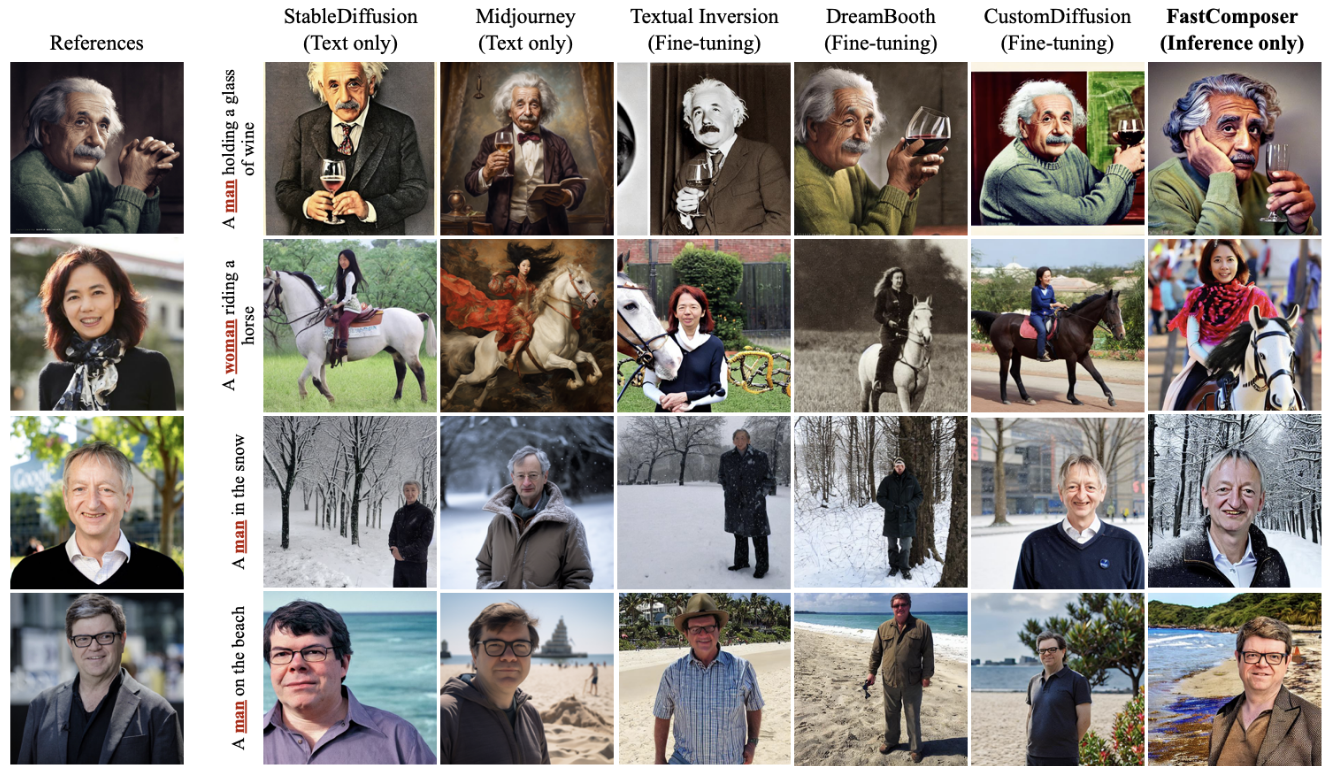 References
StableDiffusion
(Text only)
Midjourney
(Text only)
Textual Inversion
(Fine-tuning)
DreamBooth
(Fine-tuning)
CustomDiffusion
(Fine-tuning)
FastComposer
(Inference only)
A man holding a glass
of wine
A woman riding a
horse
A man in the snow
Google
A man on the beach